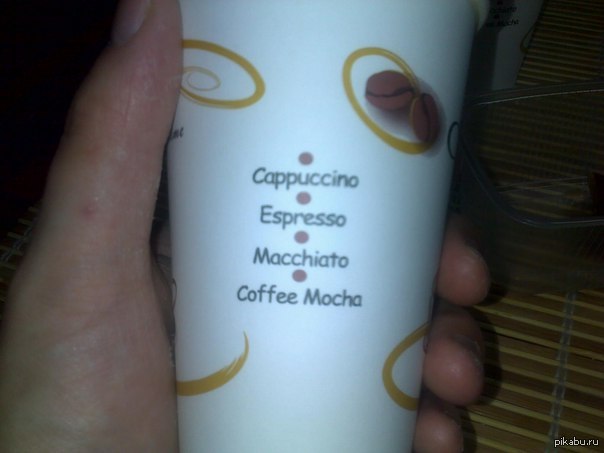 Cappuccino
Espresso
Macchiato
Coffee Mocha
pikabu.ru